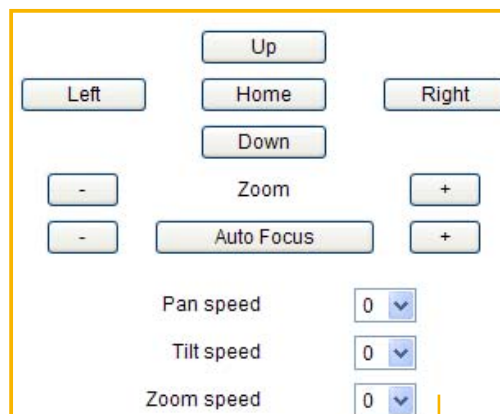 Up
Left Home Right
Down
- Zoom +
- Auto Focus +
Pan speed 0
Tilt speed 0
Zoom speed 0